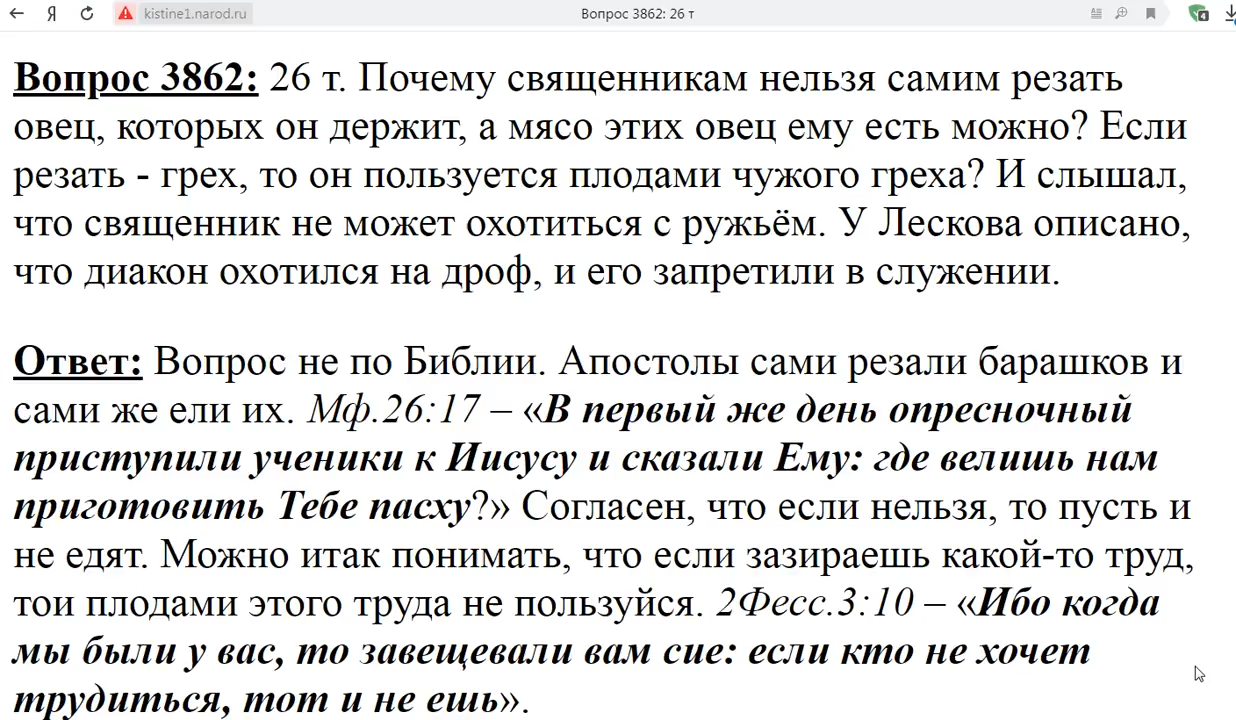 Я
kistine1.narod.ru
Вопрос 3862: 26 т
4
Вопрос 3862: 26 т. Почему священникам нельзя самим резать
овец, которых он держит, а мясо этих овец ему есть можно? Если
резать - грех, то он пользуется плодами чужого греха? И слышал,
что священник не может охотиться с ружьём. У Лескова описано,
что диакон охотился на дроф, и его запретили в служении.
Ответ: Вопрос не по Библии. Апостолы сами резали барашков и
сами же ели их. Мф.26:17 – «В первый же день опресночный
приступили ученики к Иисусу и сказали Ему: где велишь нам
приготовить Тебе пасху?» Согласен, что если нельзя, то пусть и
не едят. Можно итак понимать, что если зазираешь какой-то труд,
тои плодами этого труда не пользуйся. 2Фесс.3:10 – «Ибо когда
мы были у вас, то завещевали вам сие: если кто не хочет
трудиться, тот и не ешь».